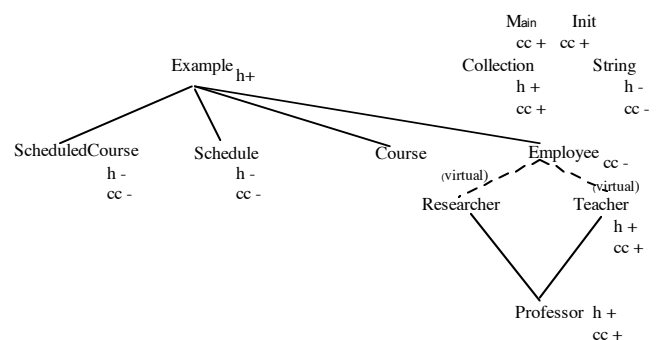 Main Init
cc + cc +
Example h+ Collection String
h + h -
cc + cc -
ScheduledCourse Schedule Course Employee cc -
h - h -
cc - cc -
(virtual) (virtual)
Researcher Teacher
h +
cc +
Professor h +
cc +